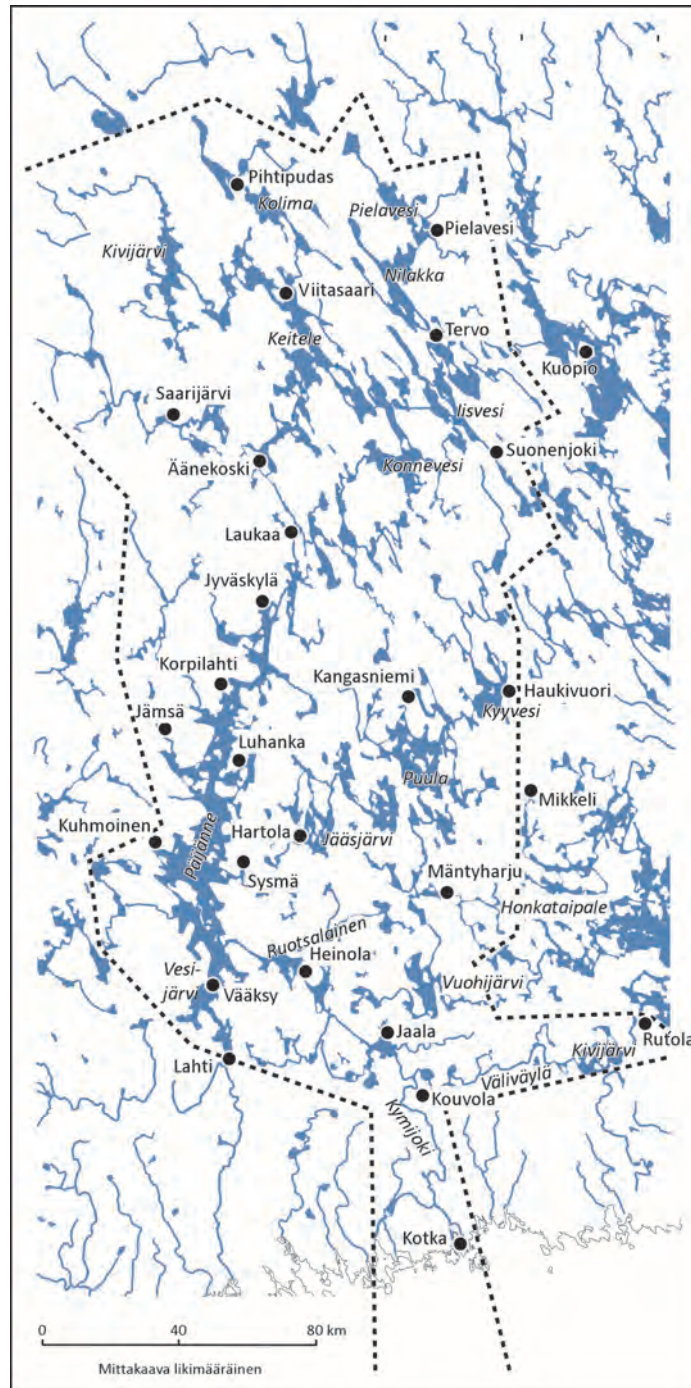 Pihtipudas
Kolima
Pielavesi
Pielavesi
Kivijärvi
Nilakka
Viitasaari
Tervo
Keitele
Kuopio
Saarijärvi
Iisvesi
Suonenjoki
Äänekoski
Konnevesi
Laukaa
Jyväskylä
Korpilahti
Kangasniemi
Haukivuori
Kyyvesi
Jämsä
Luhanka
Puula
Mikkeli
Päijänne
Hartola
Kuhmoinen
Jääsjärvi
Sysmä
Mäntyharju
Honkataipale
Ruotsalainen
Heinola
Vesi-
järvi
Vääksy
Vuohijärvi
Jaala
Rutola
Kivijärvi
Lahti
Väliväylä
Kouvola
Kymijoki
Kotka
0 40 80 km
Mittakaava likimääräinen